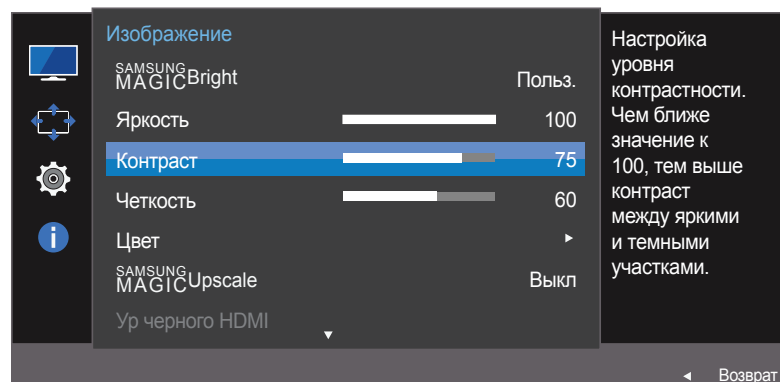 Изображение
SAMSUNG
MAGICBright Польз.
Яркость 100
Контраст 75
Четкость 60
Цвет
SAMSUNG
MAGICUpscale Выкл
Ур черного HDMI
Настройка
уровня
контрастности.
Чем ближе
значение к
100, тем выше
контраст
между яркими
и темными
участками.
Возврат